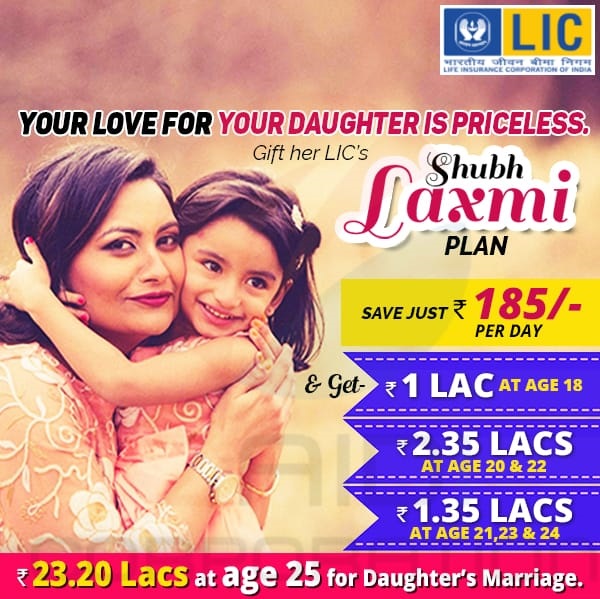 LIC
भारतीय जीवन बीमा निगम
LIFE INSURANCE CORPORATION OF INDIA
YOUR LOVE FOR YOUR DAUGHTER IS PRICELESS.
Gift her LIC's
Shubh
Laxmi
PLAN
SAVE JUST ₹ 185/-
PER DAY
& Get-
₹ 1 LAC AT AGE 18
₹ 2.35 LACS
AT AGE 20 & 22
₹ 1.35 LACS
AT AGE 21,23 & 24
₹ 23.20 Lacs at age 25 for Daughter's Marriage.